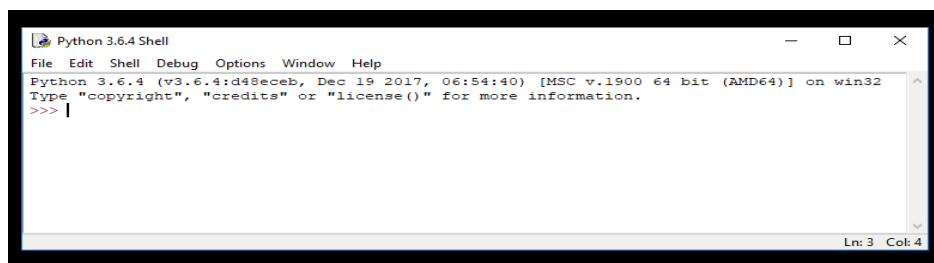 Python 3.6.4 Shell
File Edit Shell Debug Options Window Help
Python 3.6.4 (v3.6.4:d48eceb, Dec 19 2017, 06:54:40) [MSC v.1900 64 bit (AMD64)] on win32
Type "copyright", "credits" or "license()" for more information.
>>>
Ln: 3 Col: 4